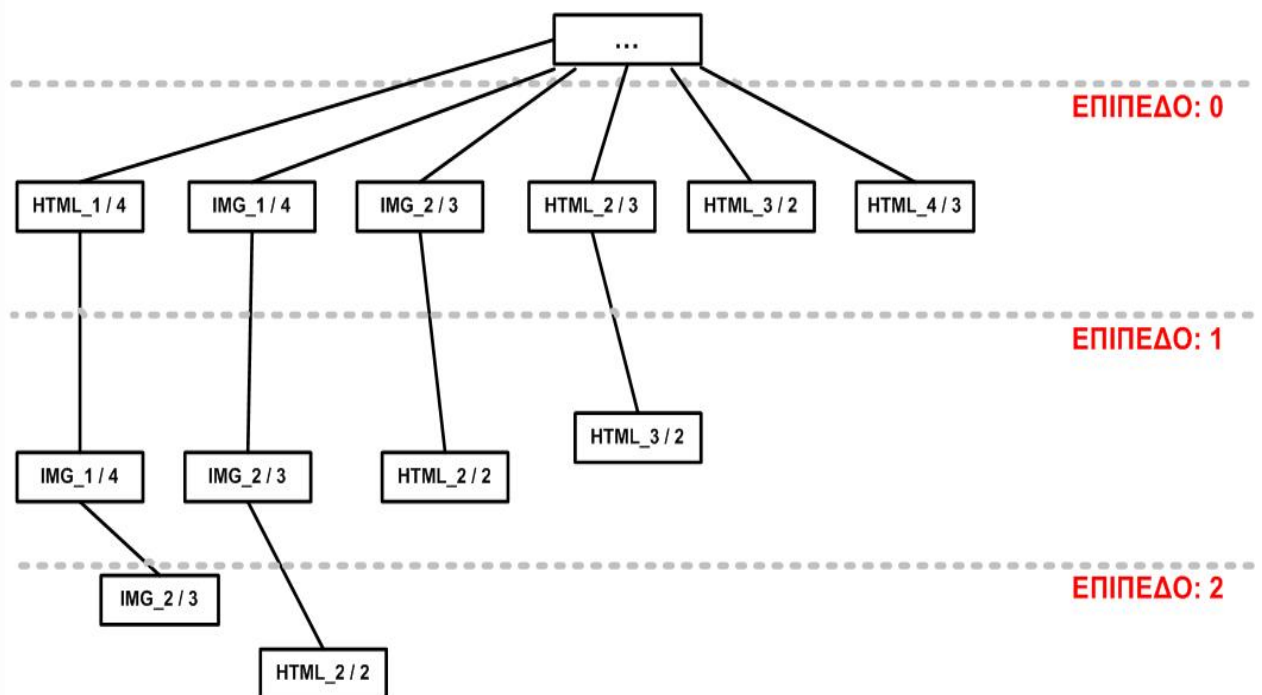 ...
ΕΠΙΠΕΔΟ: 0
HTML_1 / 4
IMG_1 / 4
IMG_2 / 3
HTML_2 / 3
HTML_3 / 2
HTML_4 / 3
ΕΠΙΠΕΔΟ: 1
HTML_3 / 2
IMG_1 / 4
IMG_2 / 3
HTML_2 / 2
ΕΠΙΠΕΔΟ: 2
IMG_2 / 3
HTML_2 / 2